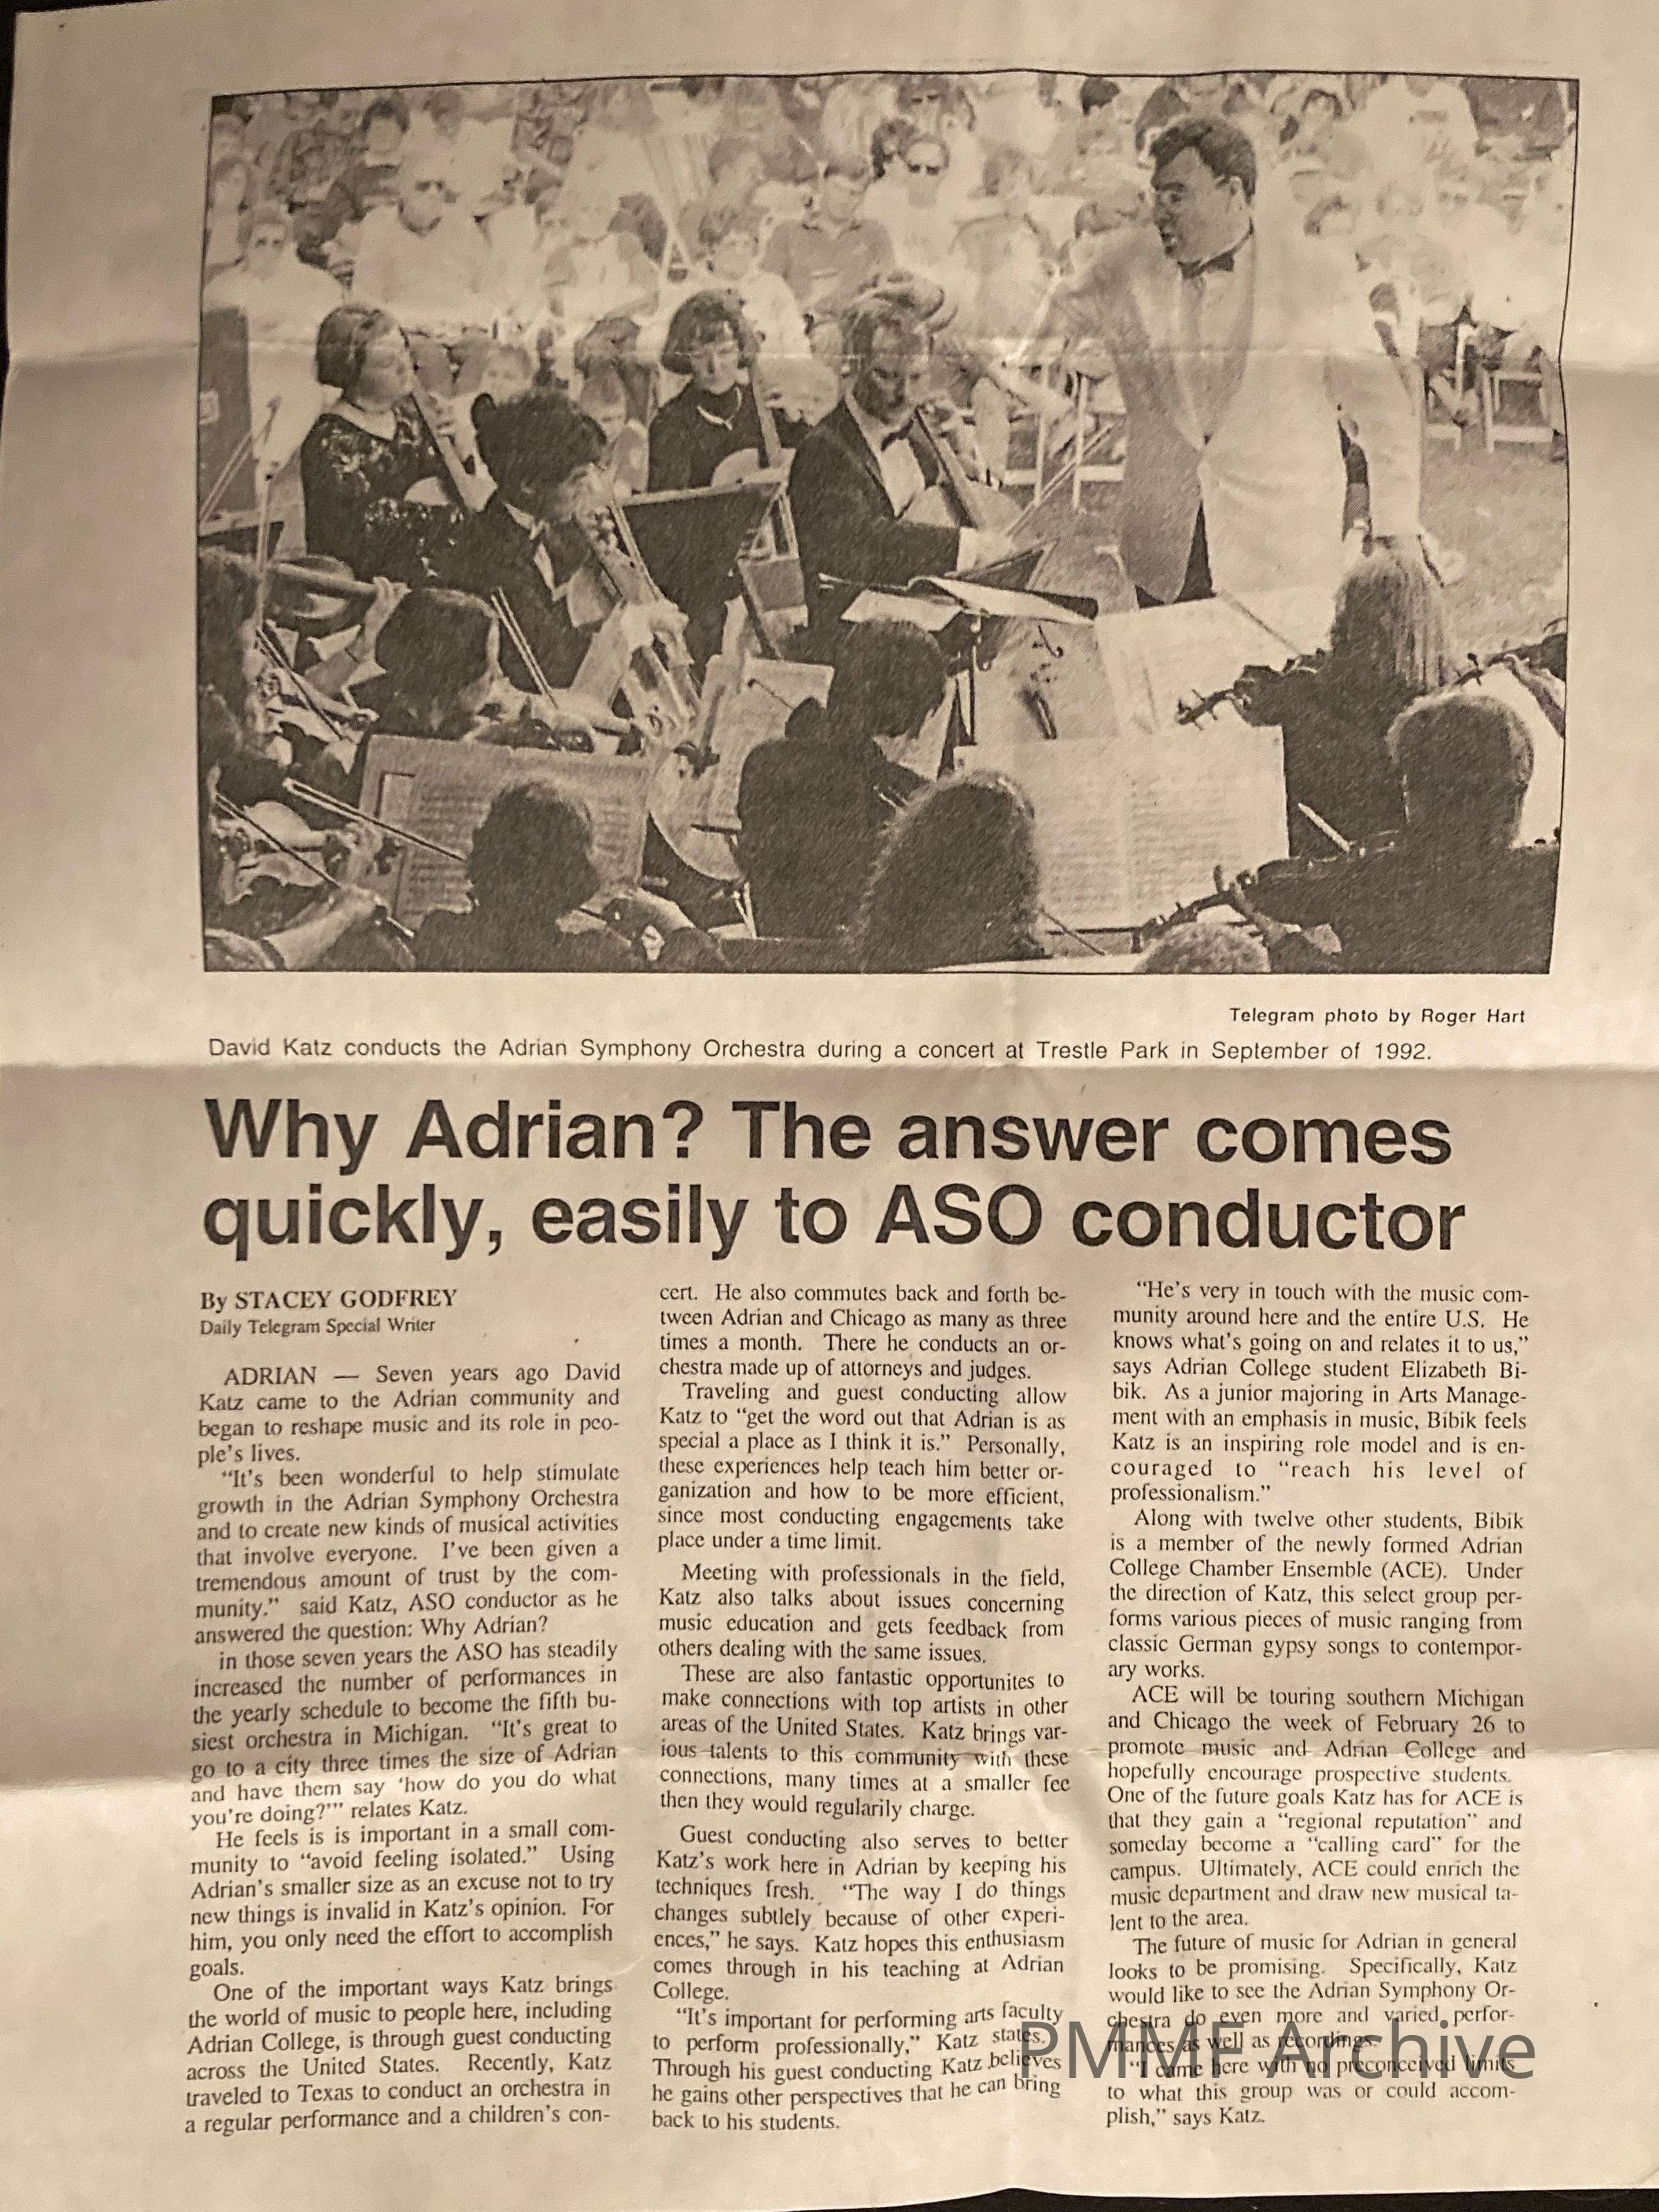 Telegram photo by Roger Hart
David Katz conducts the Adrian Symphony Orchestra during a concert at Trestle Park in September of 1992.
Why Adrian? The answer comes
quickly, easily to ASO conductor
By STACEY GODFREY
Daily Telegram Special Writer
ADRIAN — Seven years ago David
Katz came to the Adrian community and
began to reshape music and its role in peo-
ple's lives.
"It's been wonderful to help stimulate
growth in the Adrian Symphony Orchestra
and to create new kinds of musical activities
that involve everyone. I've been given a
tremendous amount of trust by the com-
munity." said Katz, ASO conductor as he
answered the question: Why Adrian?
in those seven years the ASO has steadily
increased the number of performances in
the yearly schedule to become the fifth bu-
siest orchestra in Michigan. "It's great to
go to a city three times the size of Adrian
and have them say 'how do you do what
you're doing?'" relates Katz.
He feels is is important in a small com-
munity to "avoid feeling isolated." Using
Adrian's smaller size as an excuse not to try
new things is invalid in Katz's opinion. For
him, you only need the effort to accomplish
goals.
One of the important ways Katz brings
the world of music to people here, including
Adrian College, is through guest conducting
across the United States. Recently, Katz
traveled to Texas to conduct an orchestra in
a regular performance and a children's con-
cert. He also commutes back and forth be-
tween Adrian and Chicago as many as three
times a month. There he conducts an or-
chestra made up of attorneys and judges.
Traveling and guest conducting allow
Katz to "get the word out that Adrian is as
special a place as I think it is." Personally,
these experiences help teach him better or-
ganization and how to be more efficient,
since most conducting engagements take
place under a time limit.
Meeting with professionals in the field,
Katz also talks about issues concerning
music education and gets feedback from
others dealing with the same issues.
These are also fantastic opportunites to
make connections with top artists in other
areas of the United States. Katz brings var-
ious talents to this community with these
connections, many times at a smaller fee
then they would regularily charge.
Guest conducting also serves to better
Katz's work here in Adrian by keeping his
techniques fresh. "The way I do things
changes subtlely because of other experi-
ences," he says. Katz hopes this enthusiasm
comes through in his teaching at Adrian
College.
"It's important for performing arts faculty
to perform professionally," Katz states.
Through his guest conducting Katz believes
he gains other perspectives that he can bring
back to his students.
"He's very in touch with the music com-
munity around here and the entire U.S. He
knows what's going on and relates it to us,"
says Adrian College student Elizabeth Bi-
bik. As a junior majoring in Arts Manage-
ment with an emphasis in music, Bibik feels
Katz is an inspiring role model and is en-
couraged to "reach his level of
professionalism."
Along with twelve other students, Bibik
is a member of the newly formed Adrian
College Chamber Ensemble (ACE). Under
the direction of Katz, this select group per-
forms various pieces of music ranging from
classic German gypsy songs to contempor-
ary works.
ACE will be touring southern Michigan
and Chicago the week of February 26 to
promote music and Adrian College and
hopefully encourage prospective students.
One of the future goals Katz has for ACE is
that they gain a "regional reputation" and
someday become a "calling card" for the
campus. Ultimately, ACE could enrich the
music department and draw new musical ta-
lent to the area.
The future of music for Adrian in general
looks to be promising. Specifically, Katz
would like to see the Adrian Symphony Or-
chestra do even more and varied perfor-
mances as well as recordings.
"I came here with no preconceived limits
to what this group was or could accom-
plish," says Katz.
PMMF Archive